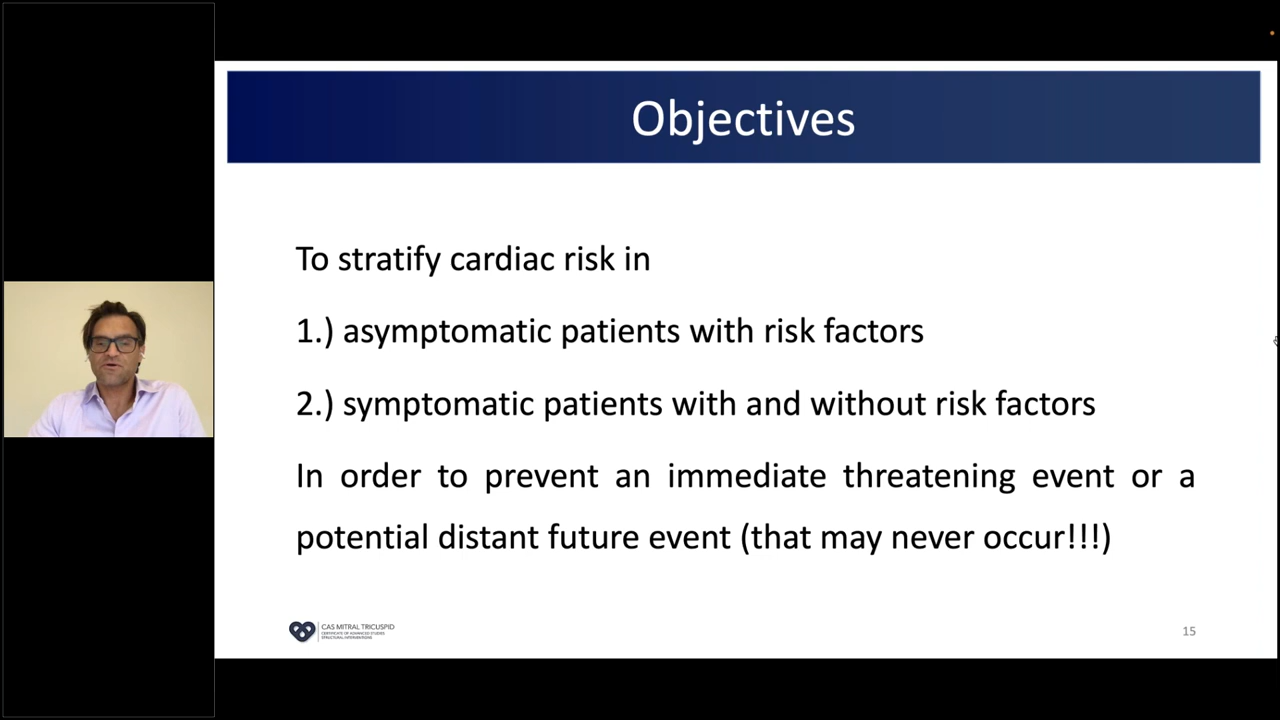 Objectives
To stratify cardiac risk in
1.) asymptomatic patients with risk factors
2.) symptomatic patients with and without risk factors
In order to prevent an immediate threatening event or a
potential distant future event (that may never occur!!!)
CAS MITRAL TRICUSPID
CERTIFICATE OF ADVANCED STUDIES
STRUCTURAL INTERVENTIONS
15